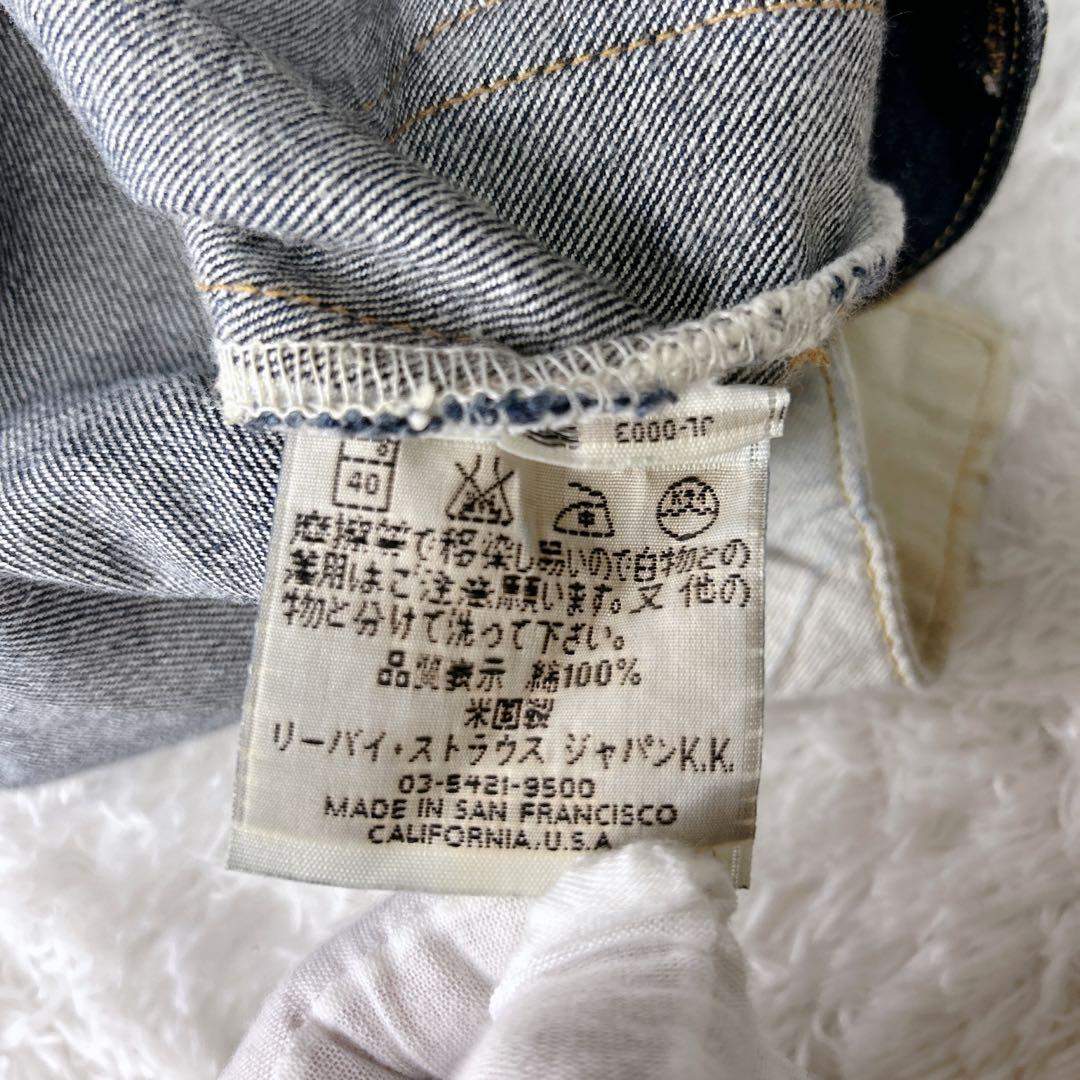 JL-0003
40
摩擦等で移染し易いので白物との
着用はご注意願います。又他の
物と分けて洗って下さい。
品質表示 綿100%
米国製
リーバイ・ストラウス ジャパンK.K.
03-5421-9500
MADE IN SAN FRANCISCO
CALIFORNIA.U.S.A